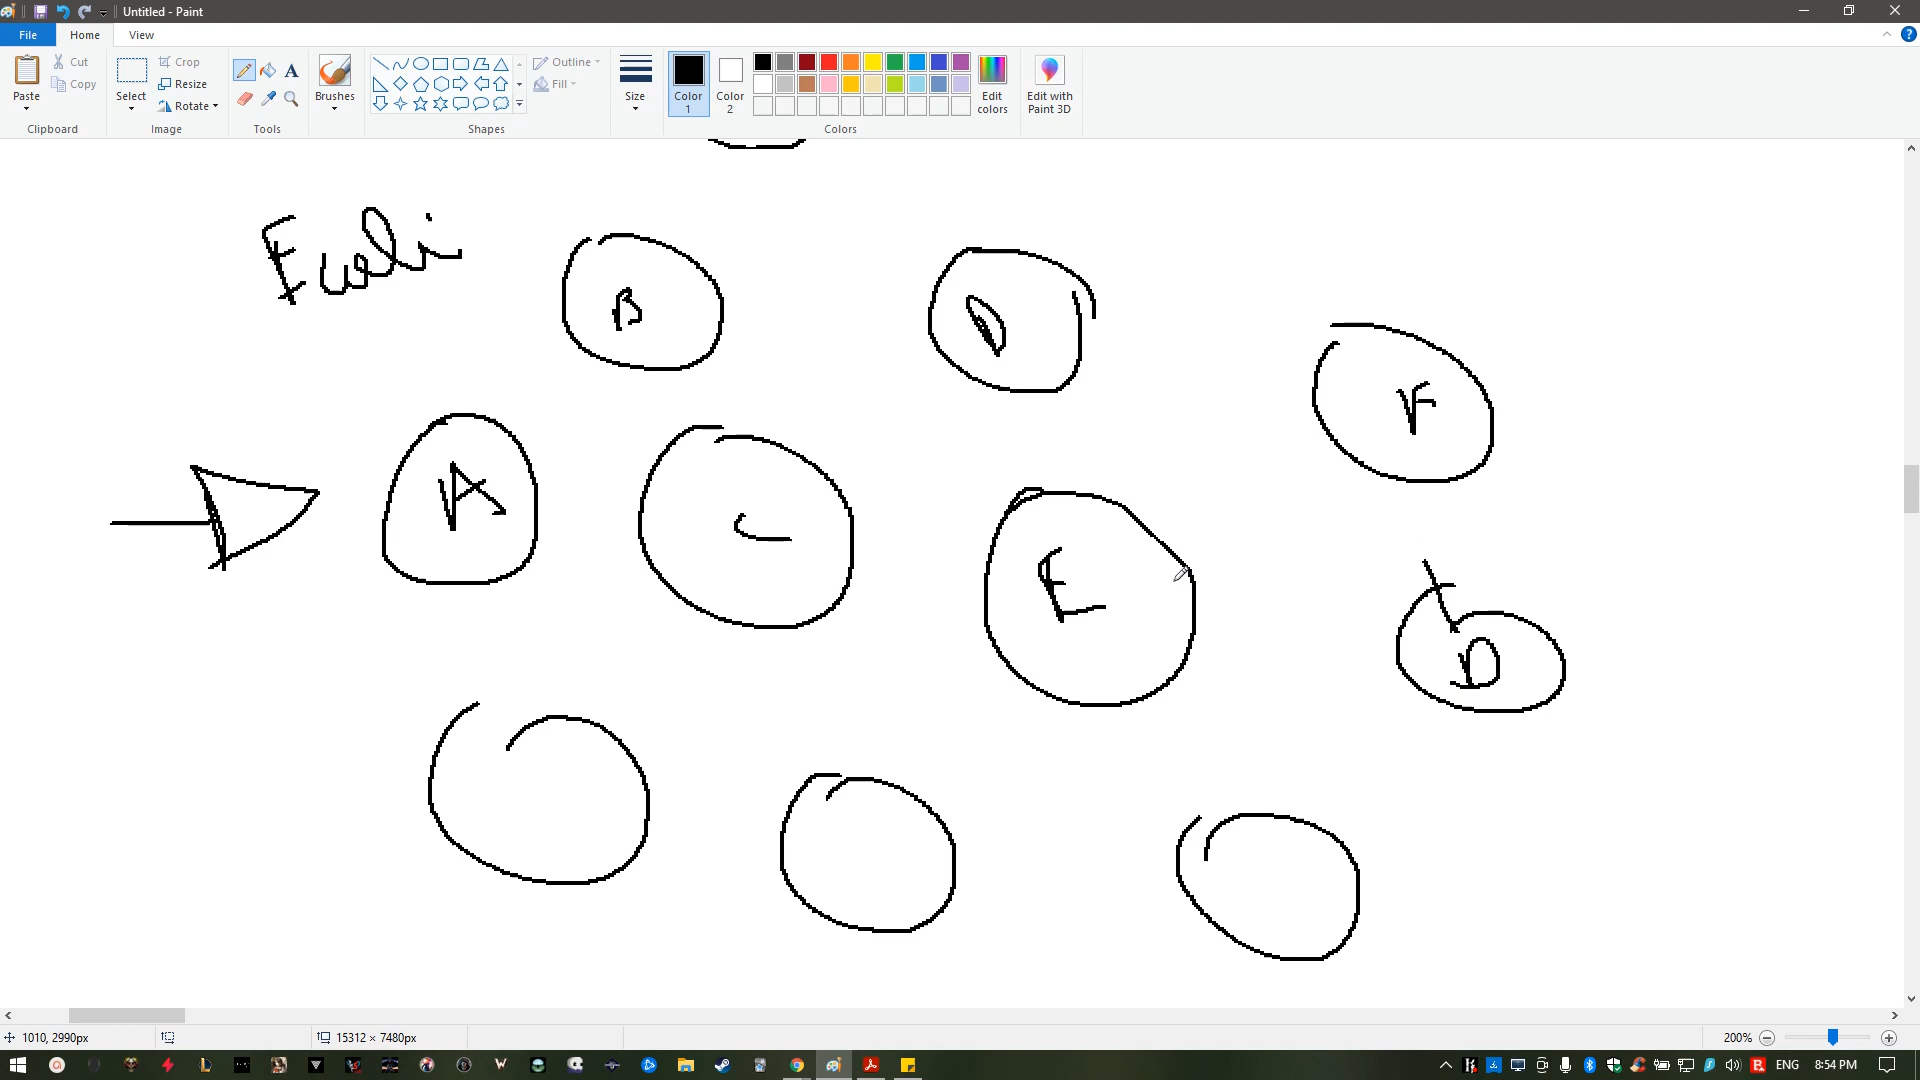 Untitled - Paint
File Home View
Paste
Cut
Copy
Clipboard
Select
Crop
Resize
Rotate
Image
Tools
Brushes
Shapes
Outline
Fill
Size
Color 1
Color 2
Edit colors
Colors
Edit with Paint 3D
B
D
F
A
C
E
D
1010, 2990px
15312 × 7480px
200%
ENG
8:54 PM